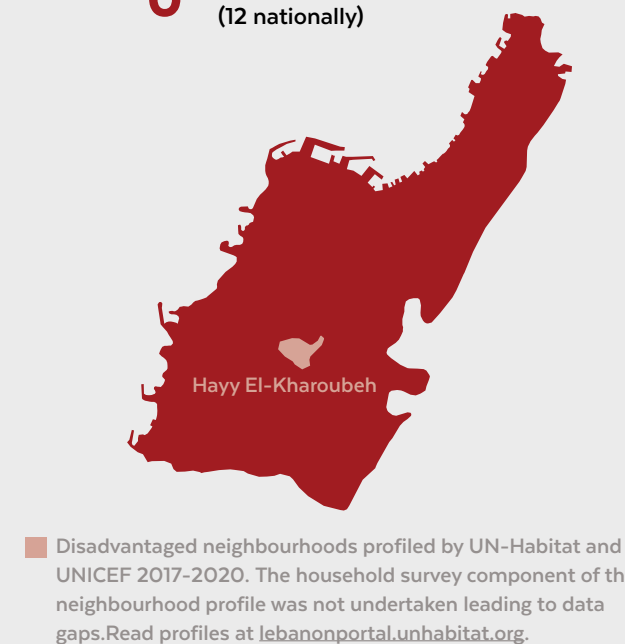 (12 nationally)
Hayy El-Kharoubeh
Disadvantaged neighbourhoods profiled by UN-Habitat and
UNICEF 2017-2020. The household survey component of th
neighbourhood profile was not undertaken leading to data
gaps.Read profiles at lebanonportal.unhabitat.org.